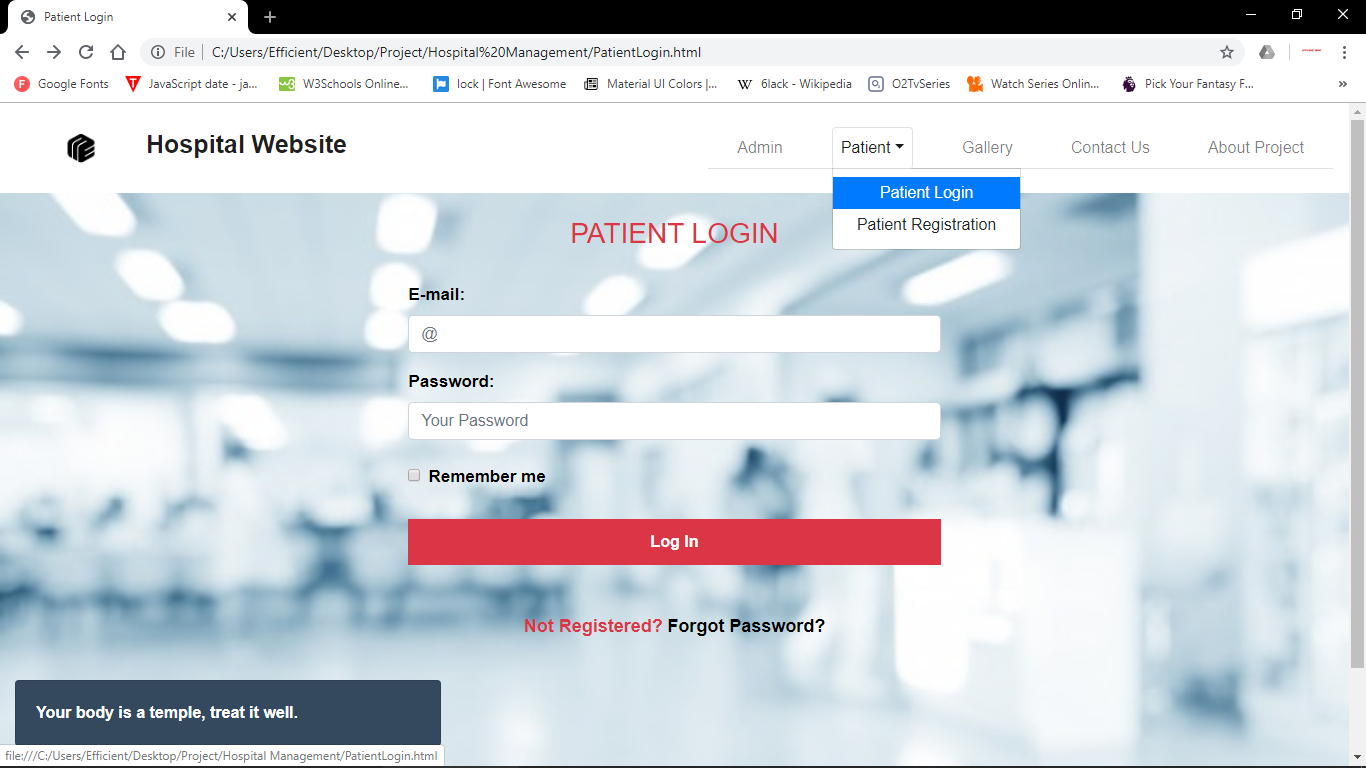 Patient Login
File C:/Users/Efficient/Desktop/Project/Hospital%20Management/PatientLogin.html
Google Fonts JavaScript date - ja... W3Schools Online... lock | Font Awesome Material UI Colors |... 6lack - Wikipedia O2TvSeries Watch Series Onlin... Pick Your Fantasy F...
Hospital Website
Admin Patient Gallery Contact Us About Project
Patient Login
Patient Registration
PATIENT LOGIN
E-mail:
@
Password:
Your Password
Remember me
Log In
Not Registered? Forgot Password?
Your body is a temple, treat it well.
file:///C:/Users/Efficient/Desktop/Project/Hospital Management/PatientLogin.html